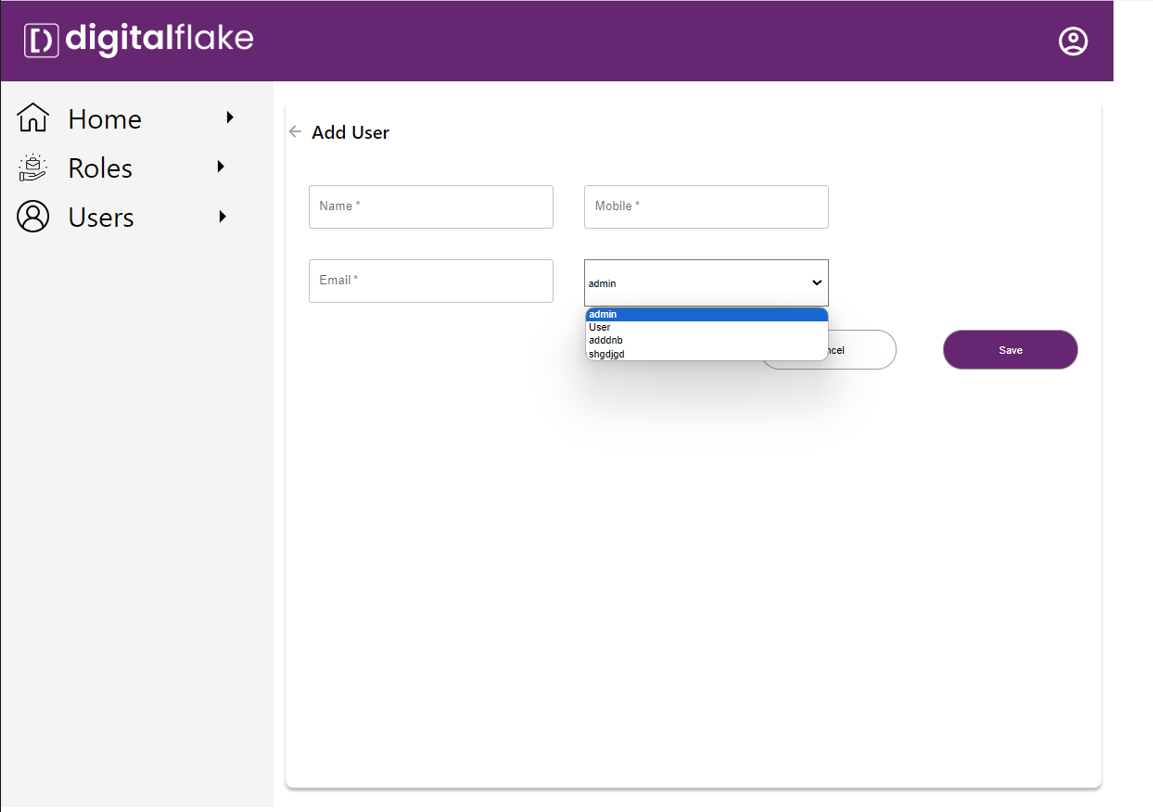 digitalflake
Home
Roles
Users
Add User
Name *
Mobile *
Email *
admin
admin
User
adddnb
shgdjgd
ncel
Save